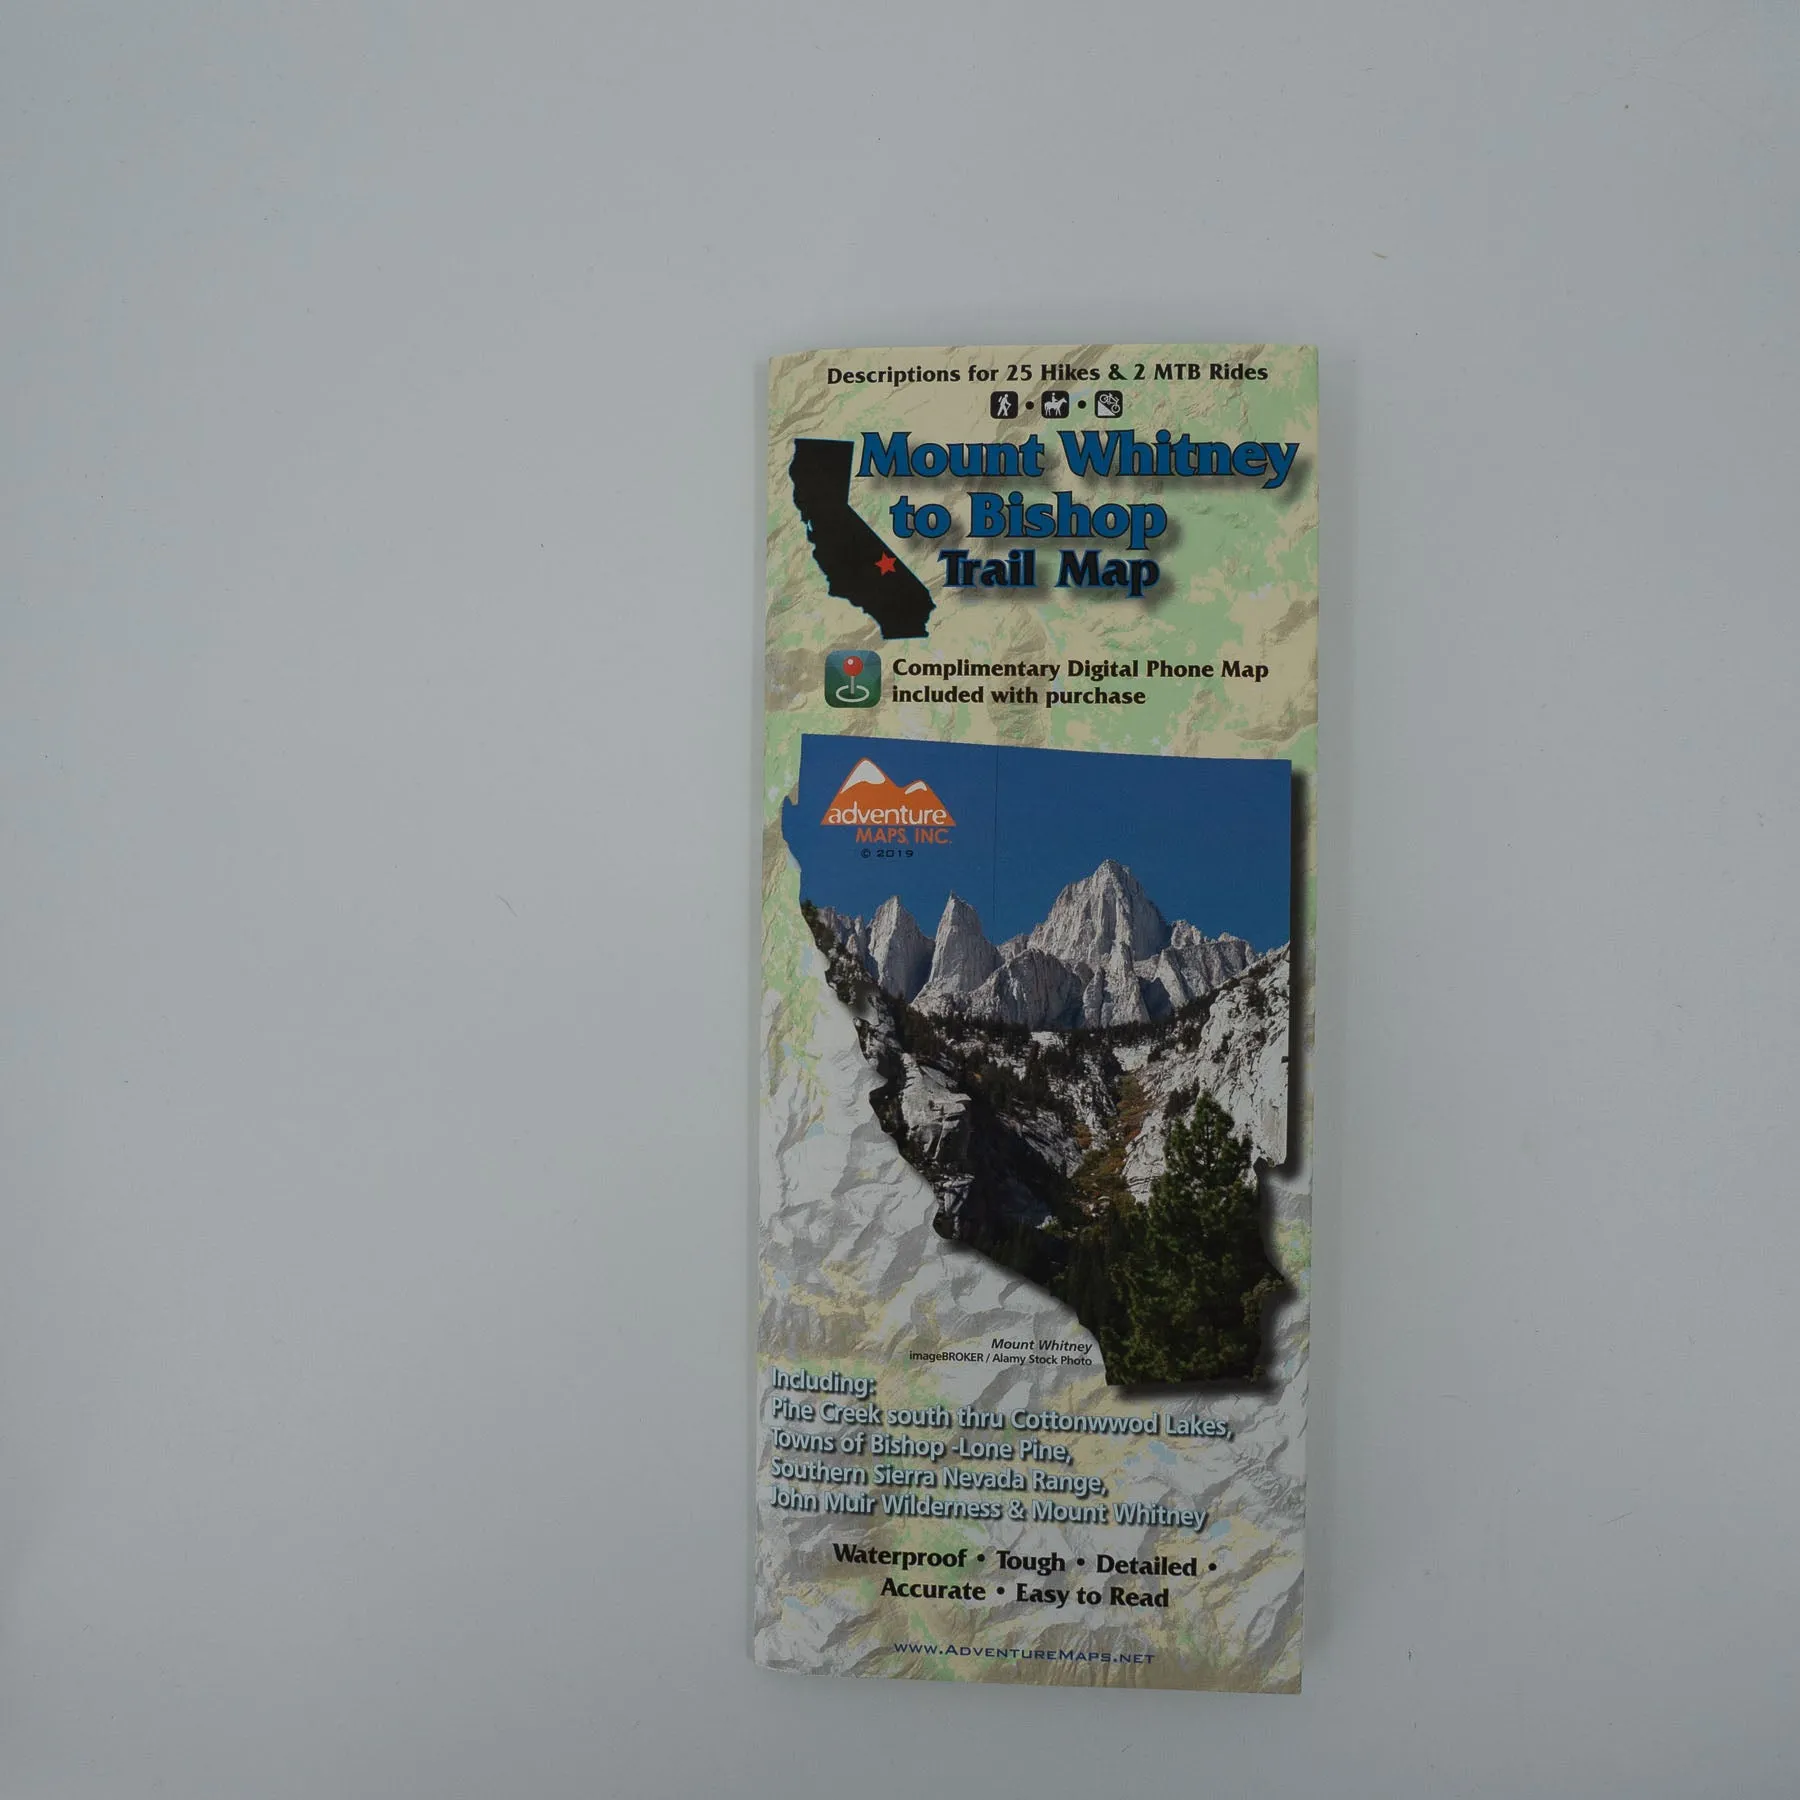 Descriptions for 25 Hikes & 2 MTB Rides
Mount Whitney
to Bishop
Trail Map
Complimentary Digital Phone Map
included with purchase
adventure
MAPS, INC.
© 2019
Mount Whitney
imageBROKER / Alamy Stock Photo
Including:
Pine Creek south thru Cottonwwod Lakes,
Towns of Bishop -Lone Pine,
Southern Sierra Nevada Range,
John Muir Wilderness & Mount Whitney
Waterproof • Tough • Detailed •
Accurate • Easy to Read
www.AdventureMaps.net